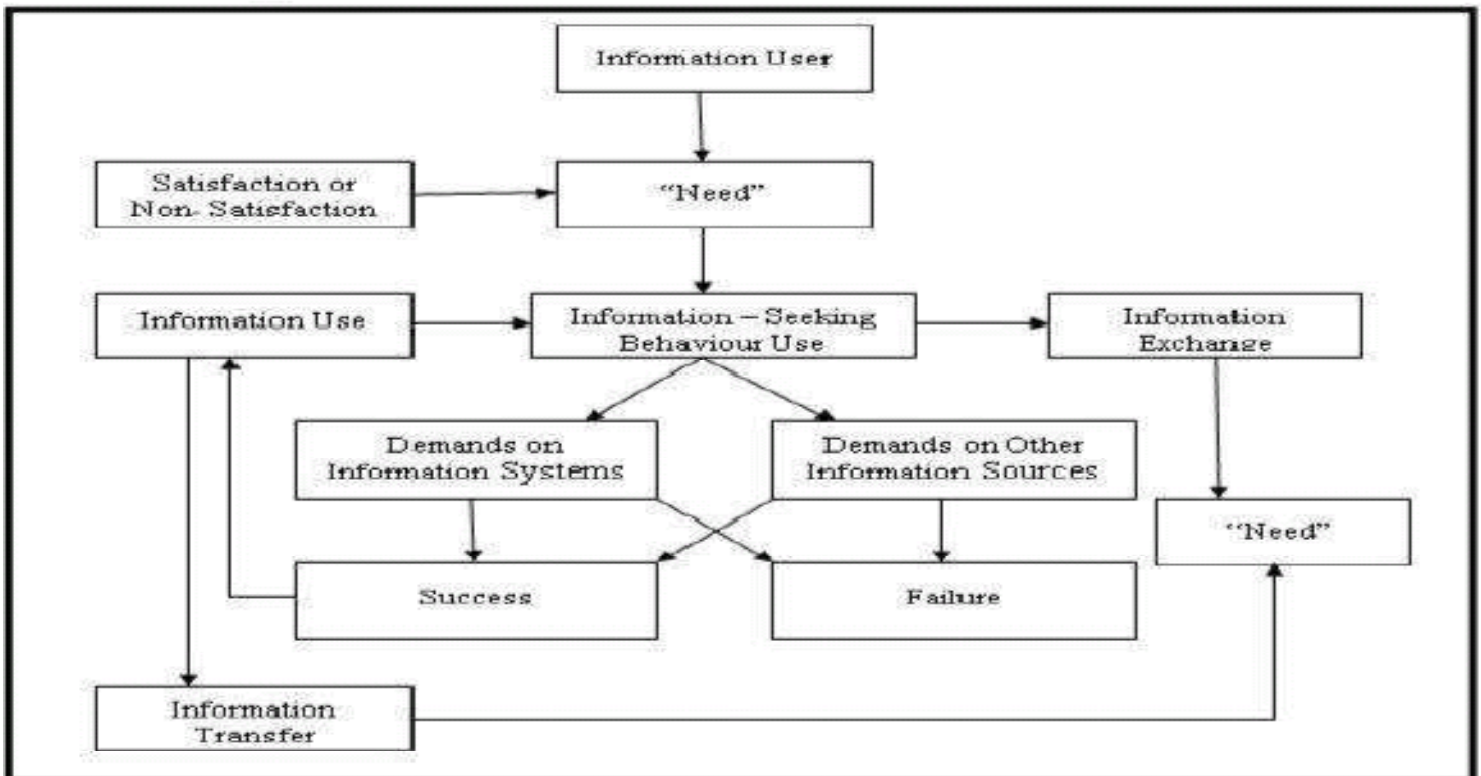 Information User
Satisfaction or
Non- Satisfaction
“Need”
Information Use
Information – Seeking
Behaviour Use
Information
Exchange
Demands on
Information Systems
Demands on Other
Information Sources
“Need”
Success
Failure
Information
Transfer